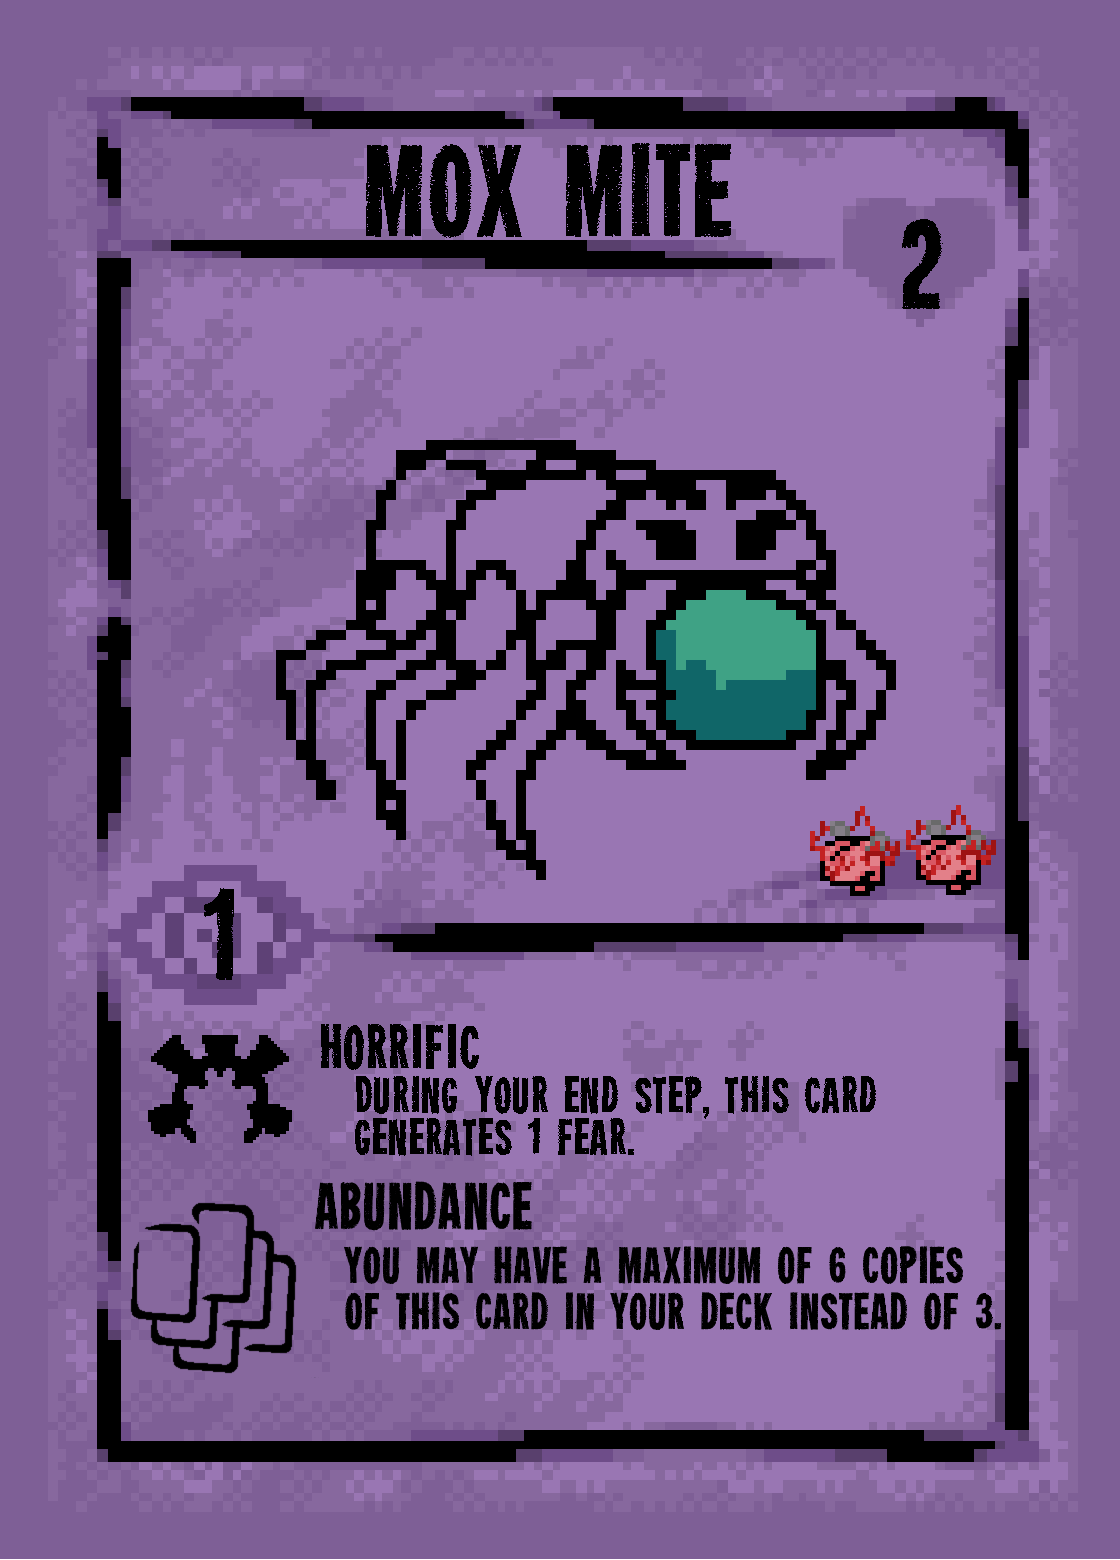 MOX MITE
2
1
HORRIFIC
DURING YOUR END STEP, THIS CARD
GENERATES 1 FEAR.
ABUNDANCE
YOU MAY HAVE A MAXIMUM OF 6 COPIES
OF THIS CARD IN YOUR DECK INSTEAD OF 3.